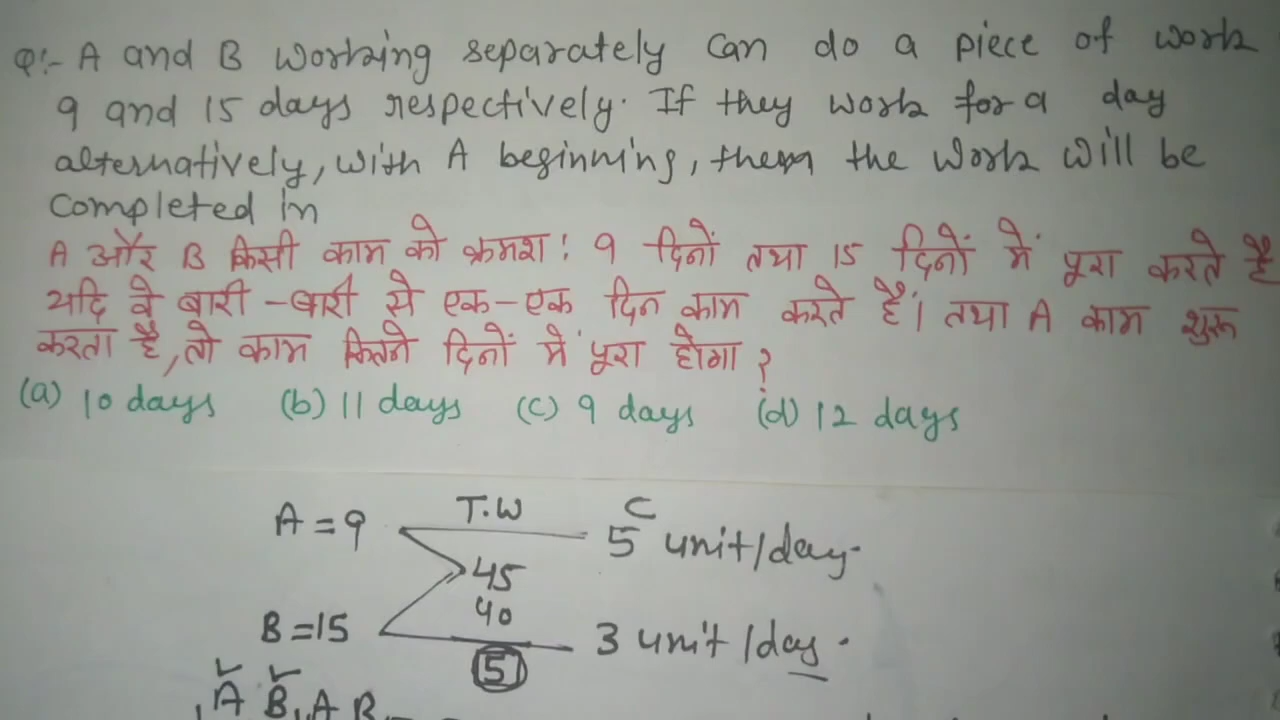 Q:- A and B working separately can do a piece of work
9 and 15 days respectively. If they work for a day
alternatively, with A beginning, them the work will be
completed in
A और B किसी काम को क्रमश: 9 दिनों तथा 15 दिनों में पूरा करते है
यदि वे बारी-बारी से एक-एक दिन काम करते हैं। तथा A काम शुरू
करता है, तो काम कितने दिनों में पूरा होगा ?
(a) 10 days (b) 11 days (c) 9 days (d) 12 days
T.W C
A = 9 5 unit/day.
45
40
B = 15 3 unit/day.
5
A B, A B,